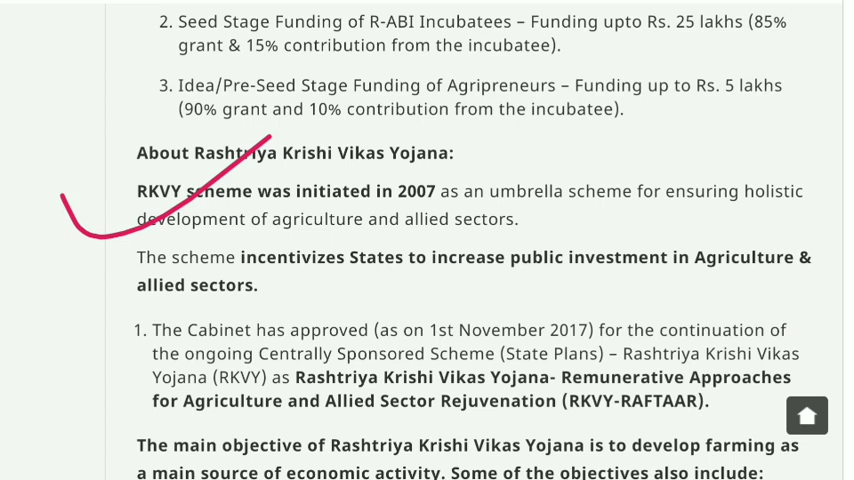 2. Seed Stage Funding of R-ABI Incubatees – Funding upto Rs. 25 lakhs (85%
grant & 15% contribution from the incubatee).
3. Idea/Pre-Seed Stage Funding of Agripreneurs – Funding up to Rs. 5 lakhs
(90% grant and 10% contribution from the incubatee).
About Rashtriya Krishi Vikas Yojana:
RKVY scheme was initiated in 2007 as an umbrella scheme for ensuring holistic
development of agriculture and allied sectors.
The scheme incentivizes States to increase public investment in Agriculture &
allied sectors.
1. The Cabinet has approved (as on 1st November 2017) for the continuation of
the ongoing Centrally Sponsored Scheme (State Plans) – Rashtriya Krishi Vikas
Yojana (RKVY) as Rashtriya Krishi Vikas Yojana- Remunerative Approaches
for Agriculture and Allied Sector Rejuvenation (RKVY-RAFTAAR).
The main objective of Rashtriya Krishi Vikas Yojana is to develop farming as
a main source of economic activity. Some of the objectives also include: